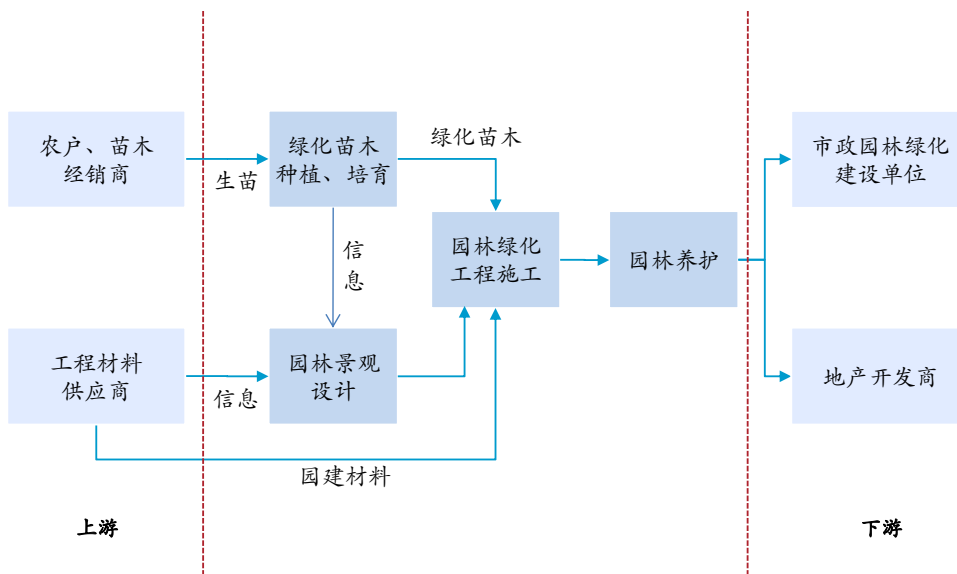 农户、苗木
经销商
生苗
绿化苗木
种植、培育
绿化苗木
信
息
园林绿化
工程施工
园林养护
市政园林绿化
建设单位
工程材料
供应商
信息
园林景观
设计
地产开发商
园建材料
上游
下游